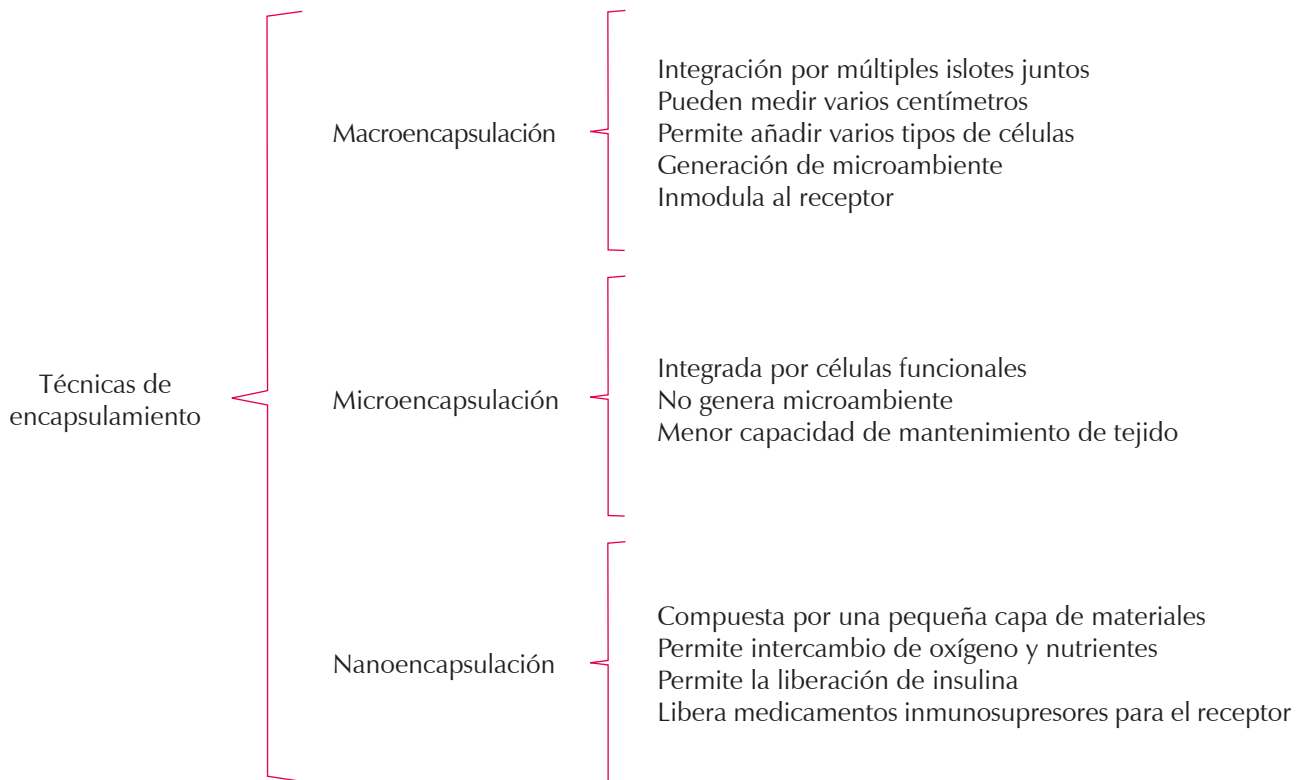 Técnicas de
encapsulamiento
Macroencapsulación
Integración por múltiples islotes juntos
Pueden medir varios centímetros
Permite añadir varios tipos de células
Generación de microambiente
Inmodula al receptor
Microencapsulación
Integrada por células funcionales
No genera microambiente
Menor capacidad de mantenimiento de tejido
Nanoencapsulación
Compuesta por una pequeña capa de materiales
Permite intercambio de oxígeno y nutrientes
Permite la liberación de insulina
Libera medicamentos inmunosupresores para el receptor